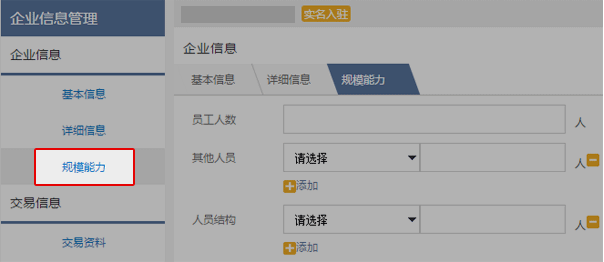 企业信息管理
企业信息
基本信息
详细信息
规模能力
交易信息
交易资料
实名入驻
企业信息
基本信息 详细信息 规模能力
员工人数 人
其他人员 请选择 人
添加
人员结构 请选择 人
添加